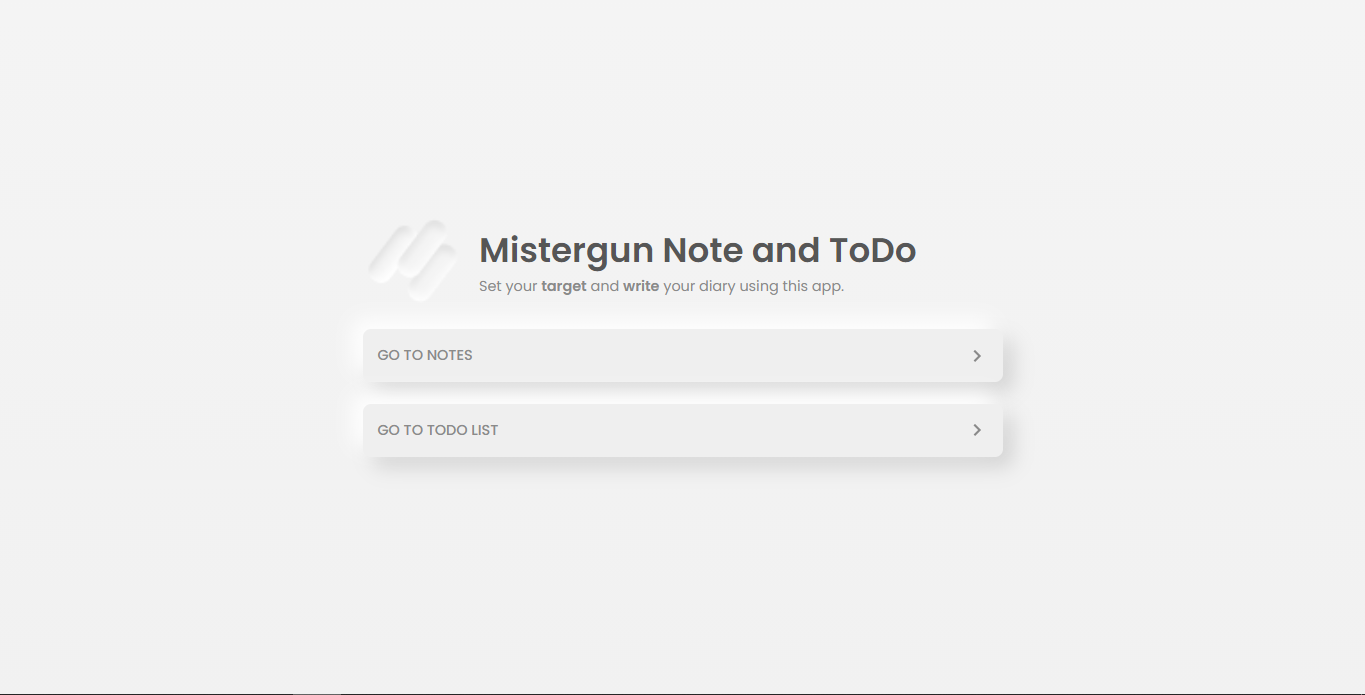 Mistergun Note and ToDo
Set your target and write your diary using this app.
GO TO NOTES
GO TO TODO LIST